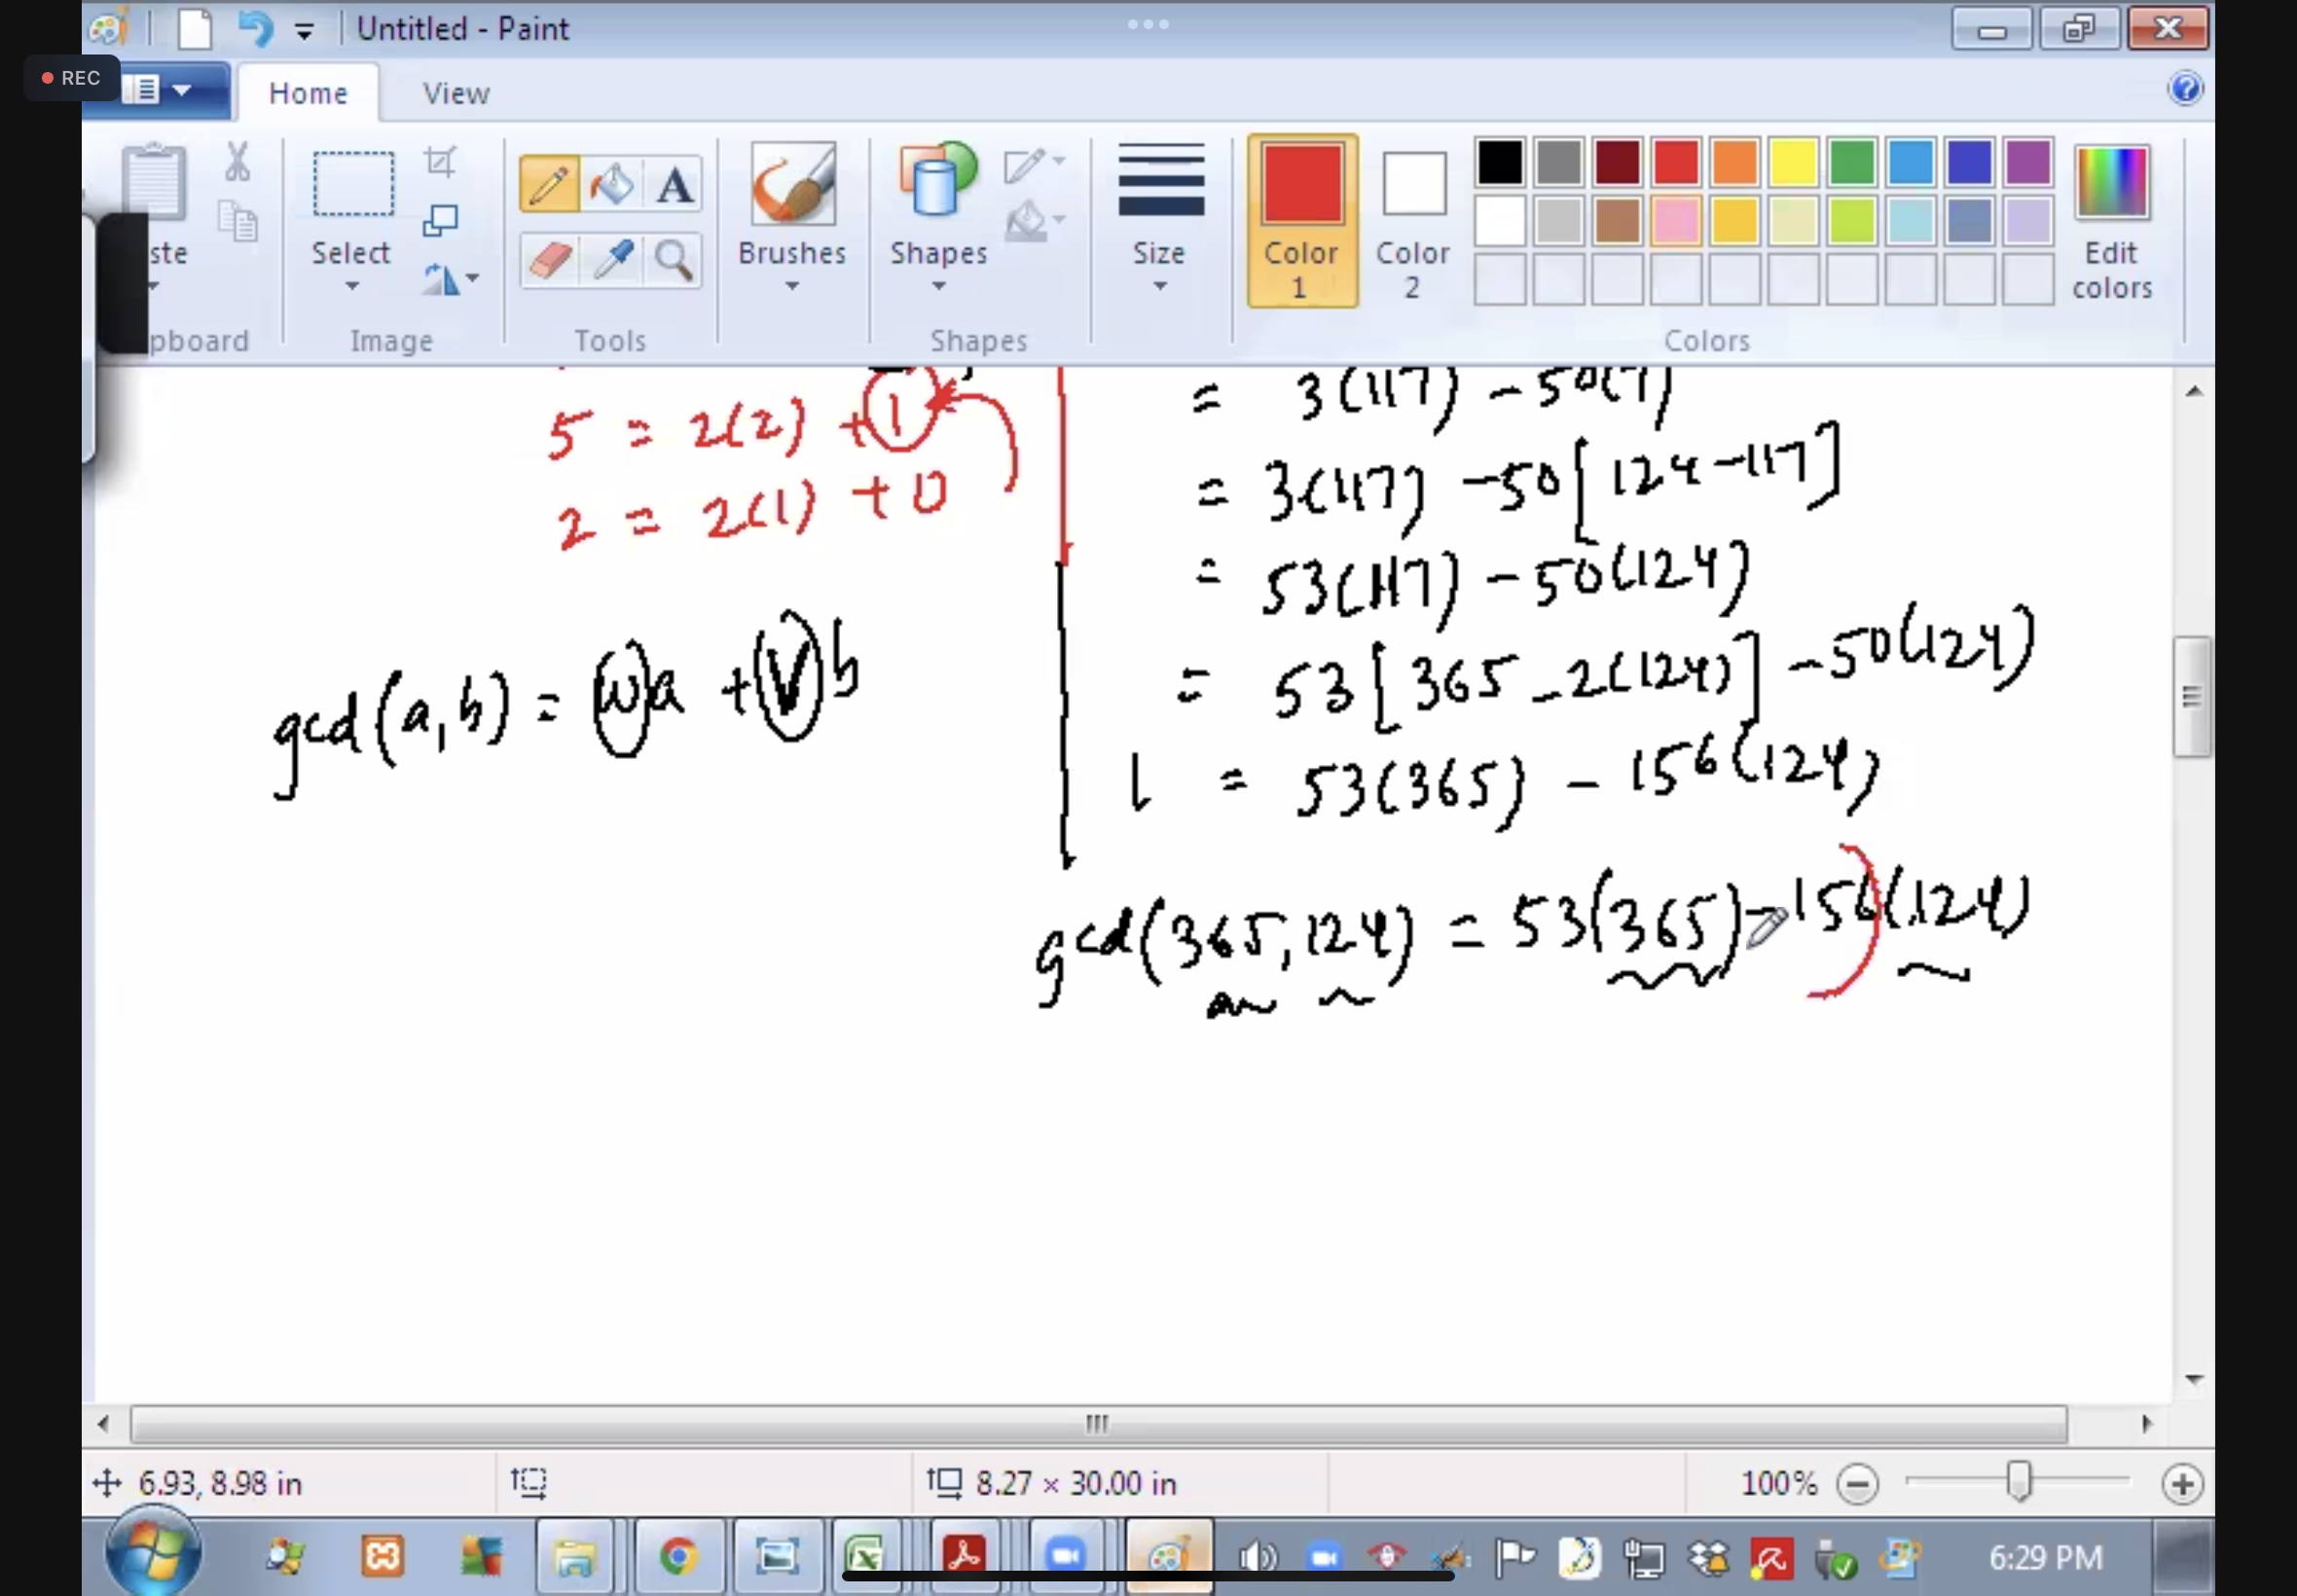 Untitled - Paint
REC
Home View
ste
Select
Brushes
Shapes
Size
Color 1
Color 2
Edit colors
pboard
Image
Tools
Shapes
Colors
5 = 2(2) + 1
2 = 2(1) + 0
gcd(a,b) = (u)a + (v)b
= 3(117) - 50(7)
= 3(117) - 50[124 - 117]
= 53(117) - 50(124)
= 53[365 - 2(124)] - 50(124)
1 = 53(365) - 156(124)
gcd(365, 124) = 53(365) - 156(124)
6.93, 8.98 in
8.27 × 30.00 in
100%
6:29 PM